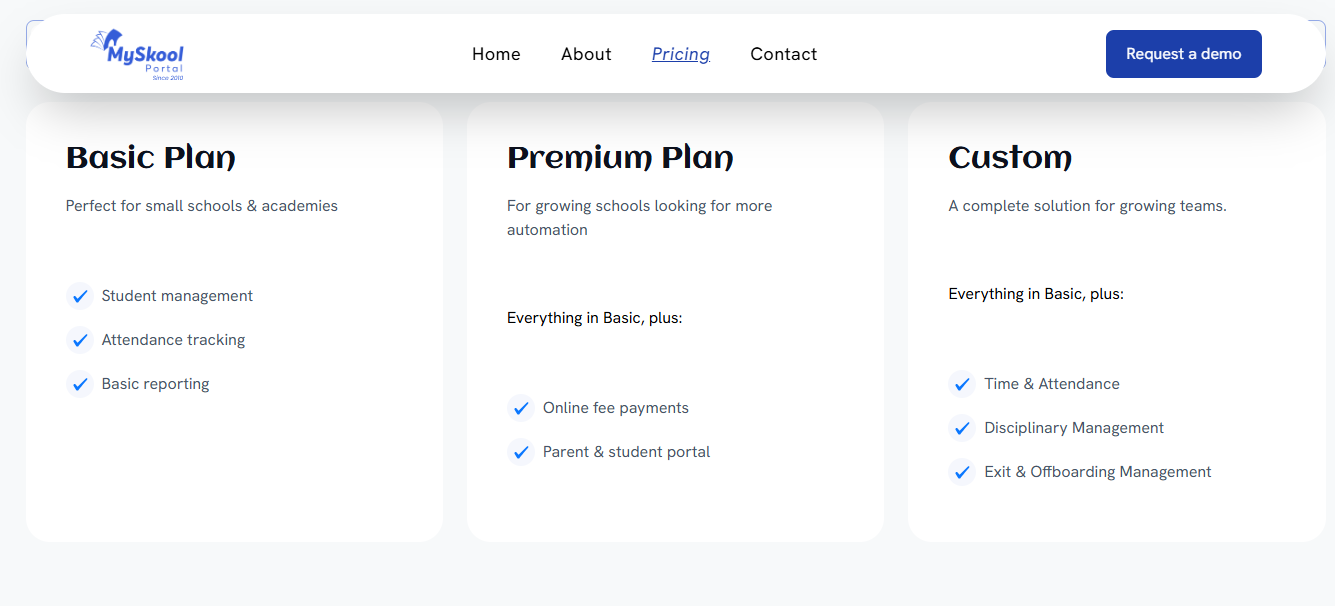 MySkool
Portal
Since 2010
Home
About
Pricing
Contact
Request a demo
Basic Plan
Perfect for small schools & academies
Student management
Attendance tracking
Basic reporting
Premium Plan
For growing schools looking for more
automation
Everything in Basic, plus:
Online fee payments
Parent & student portal
Custom
A complete solution for growing teams.
Everything in Basic, plus:
Time & Attendance
Disciplinary Management
Exit & Offboarding Management